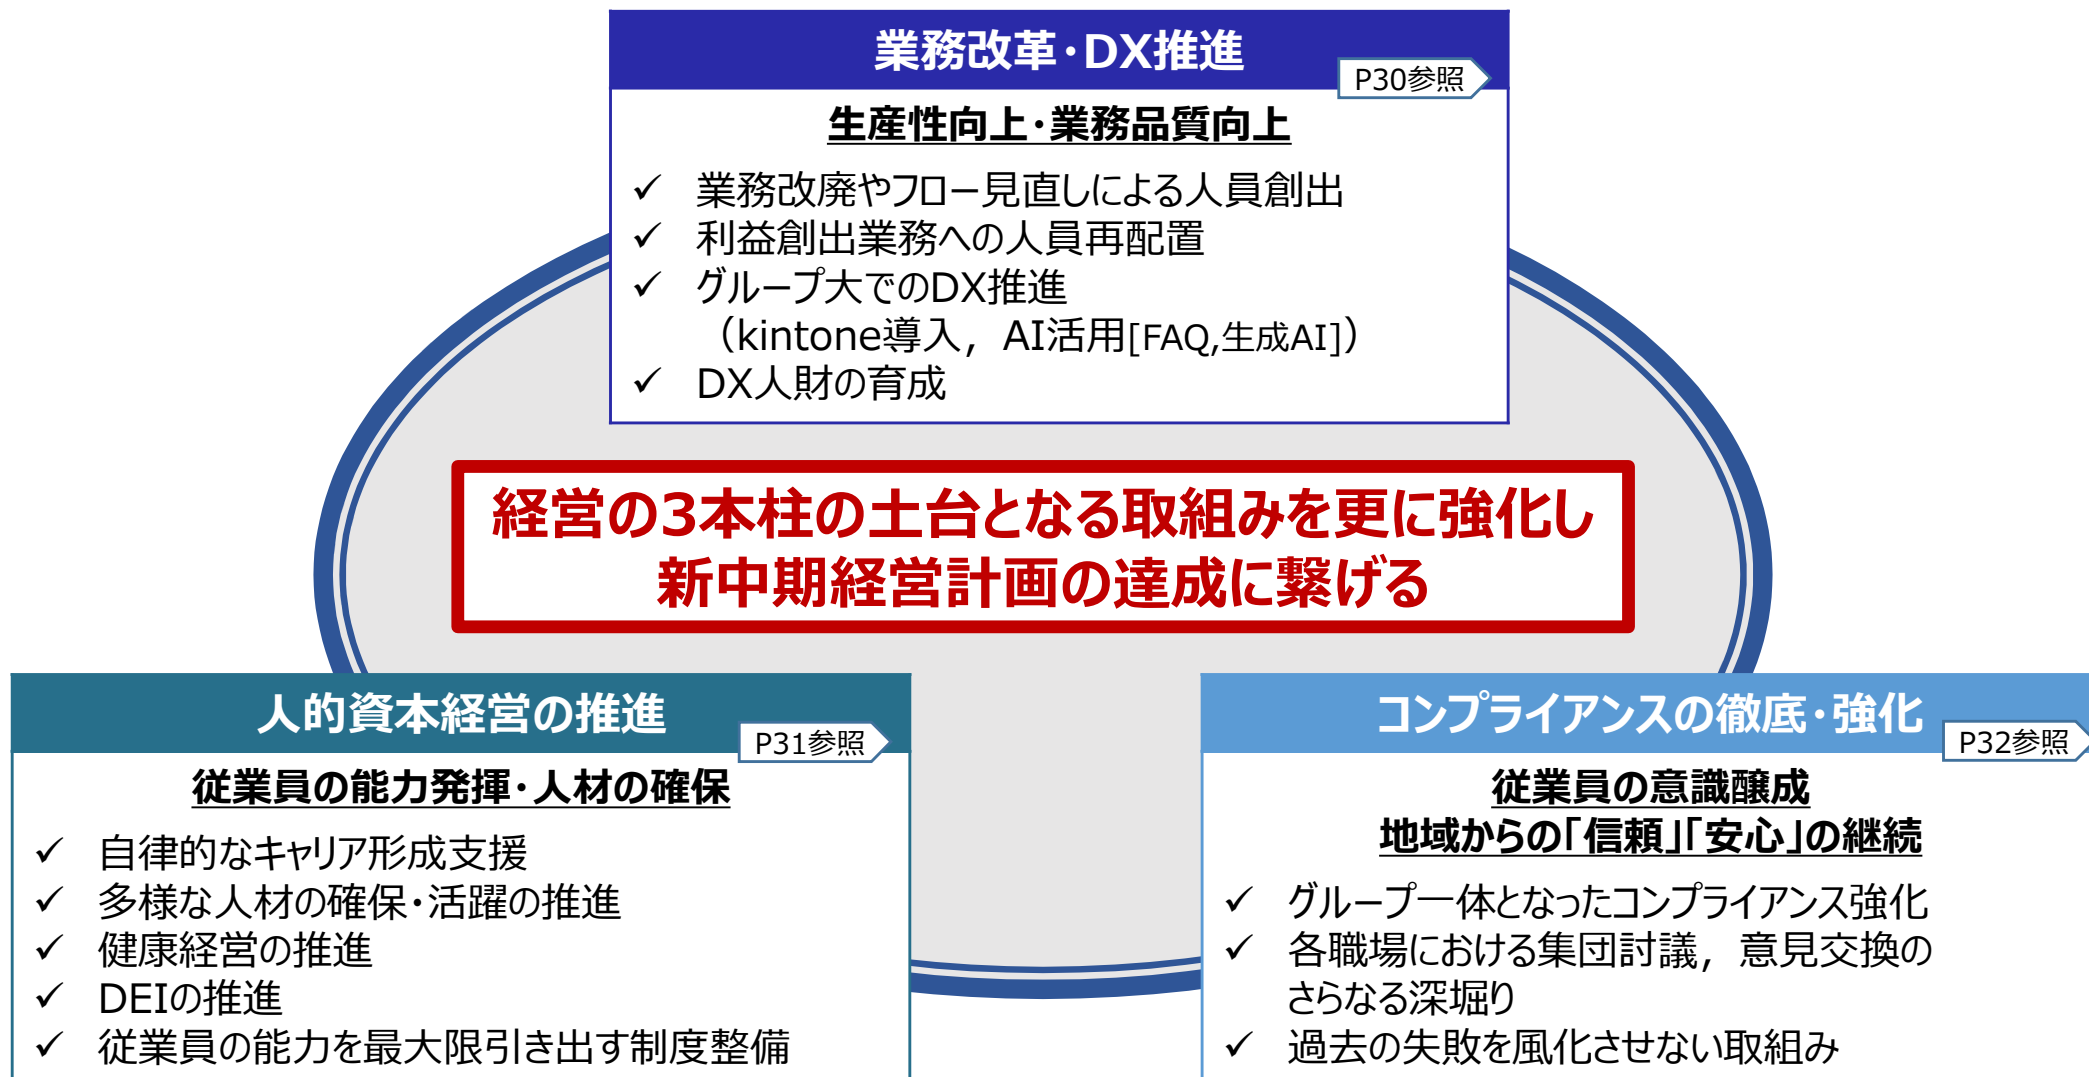 業務改革・DX推進
P30参照
生産性向上・業務品質向上
✓ 業務改廃やフロー見直しによる人員創出
✓ 利益創出業務への人員再配置
✓ グループ大でのDX推進
（kintone導入，AI活用[FAQ,生成AI]）
✓ DX人財の育成
経営の3本柱の土台となる取組みを更に強化し
新中期経営計画の達成に繋げる
人的資本経営の推進
P31参照
従業員の能力発揮・人材の確保
✓ 自律的なキャリア形成支援
✓ 多様な人材の確保・活躍の推進
✓ 健康経営の推進
✓ DEIの推進
✓ 従業員の能力を最大限引き出す制度整備
コンプライアンスの徹底・強化
P32参照
従業員の意識醸成
地域からの「信頼」「安心」の継続
✓ グループ一体となったコンプライアンス強化
✓ 各職場における集団討議，意見交換の
さらなる深堀り
✓ 過去の失敗を風化させない取組み